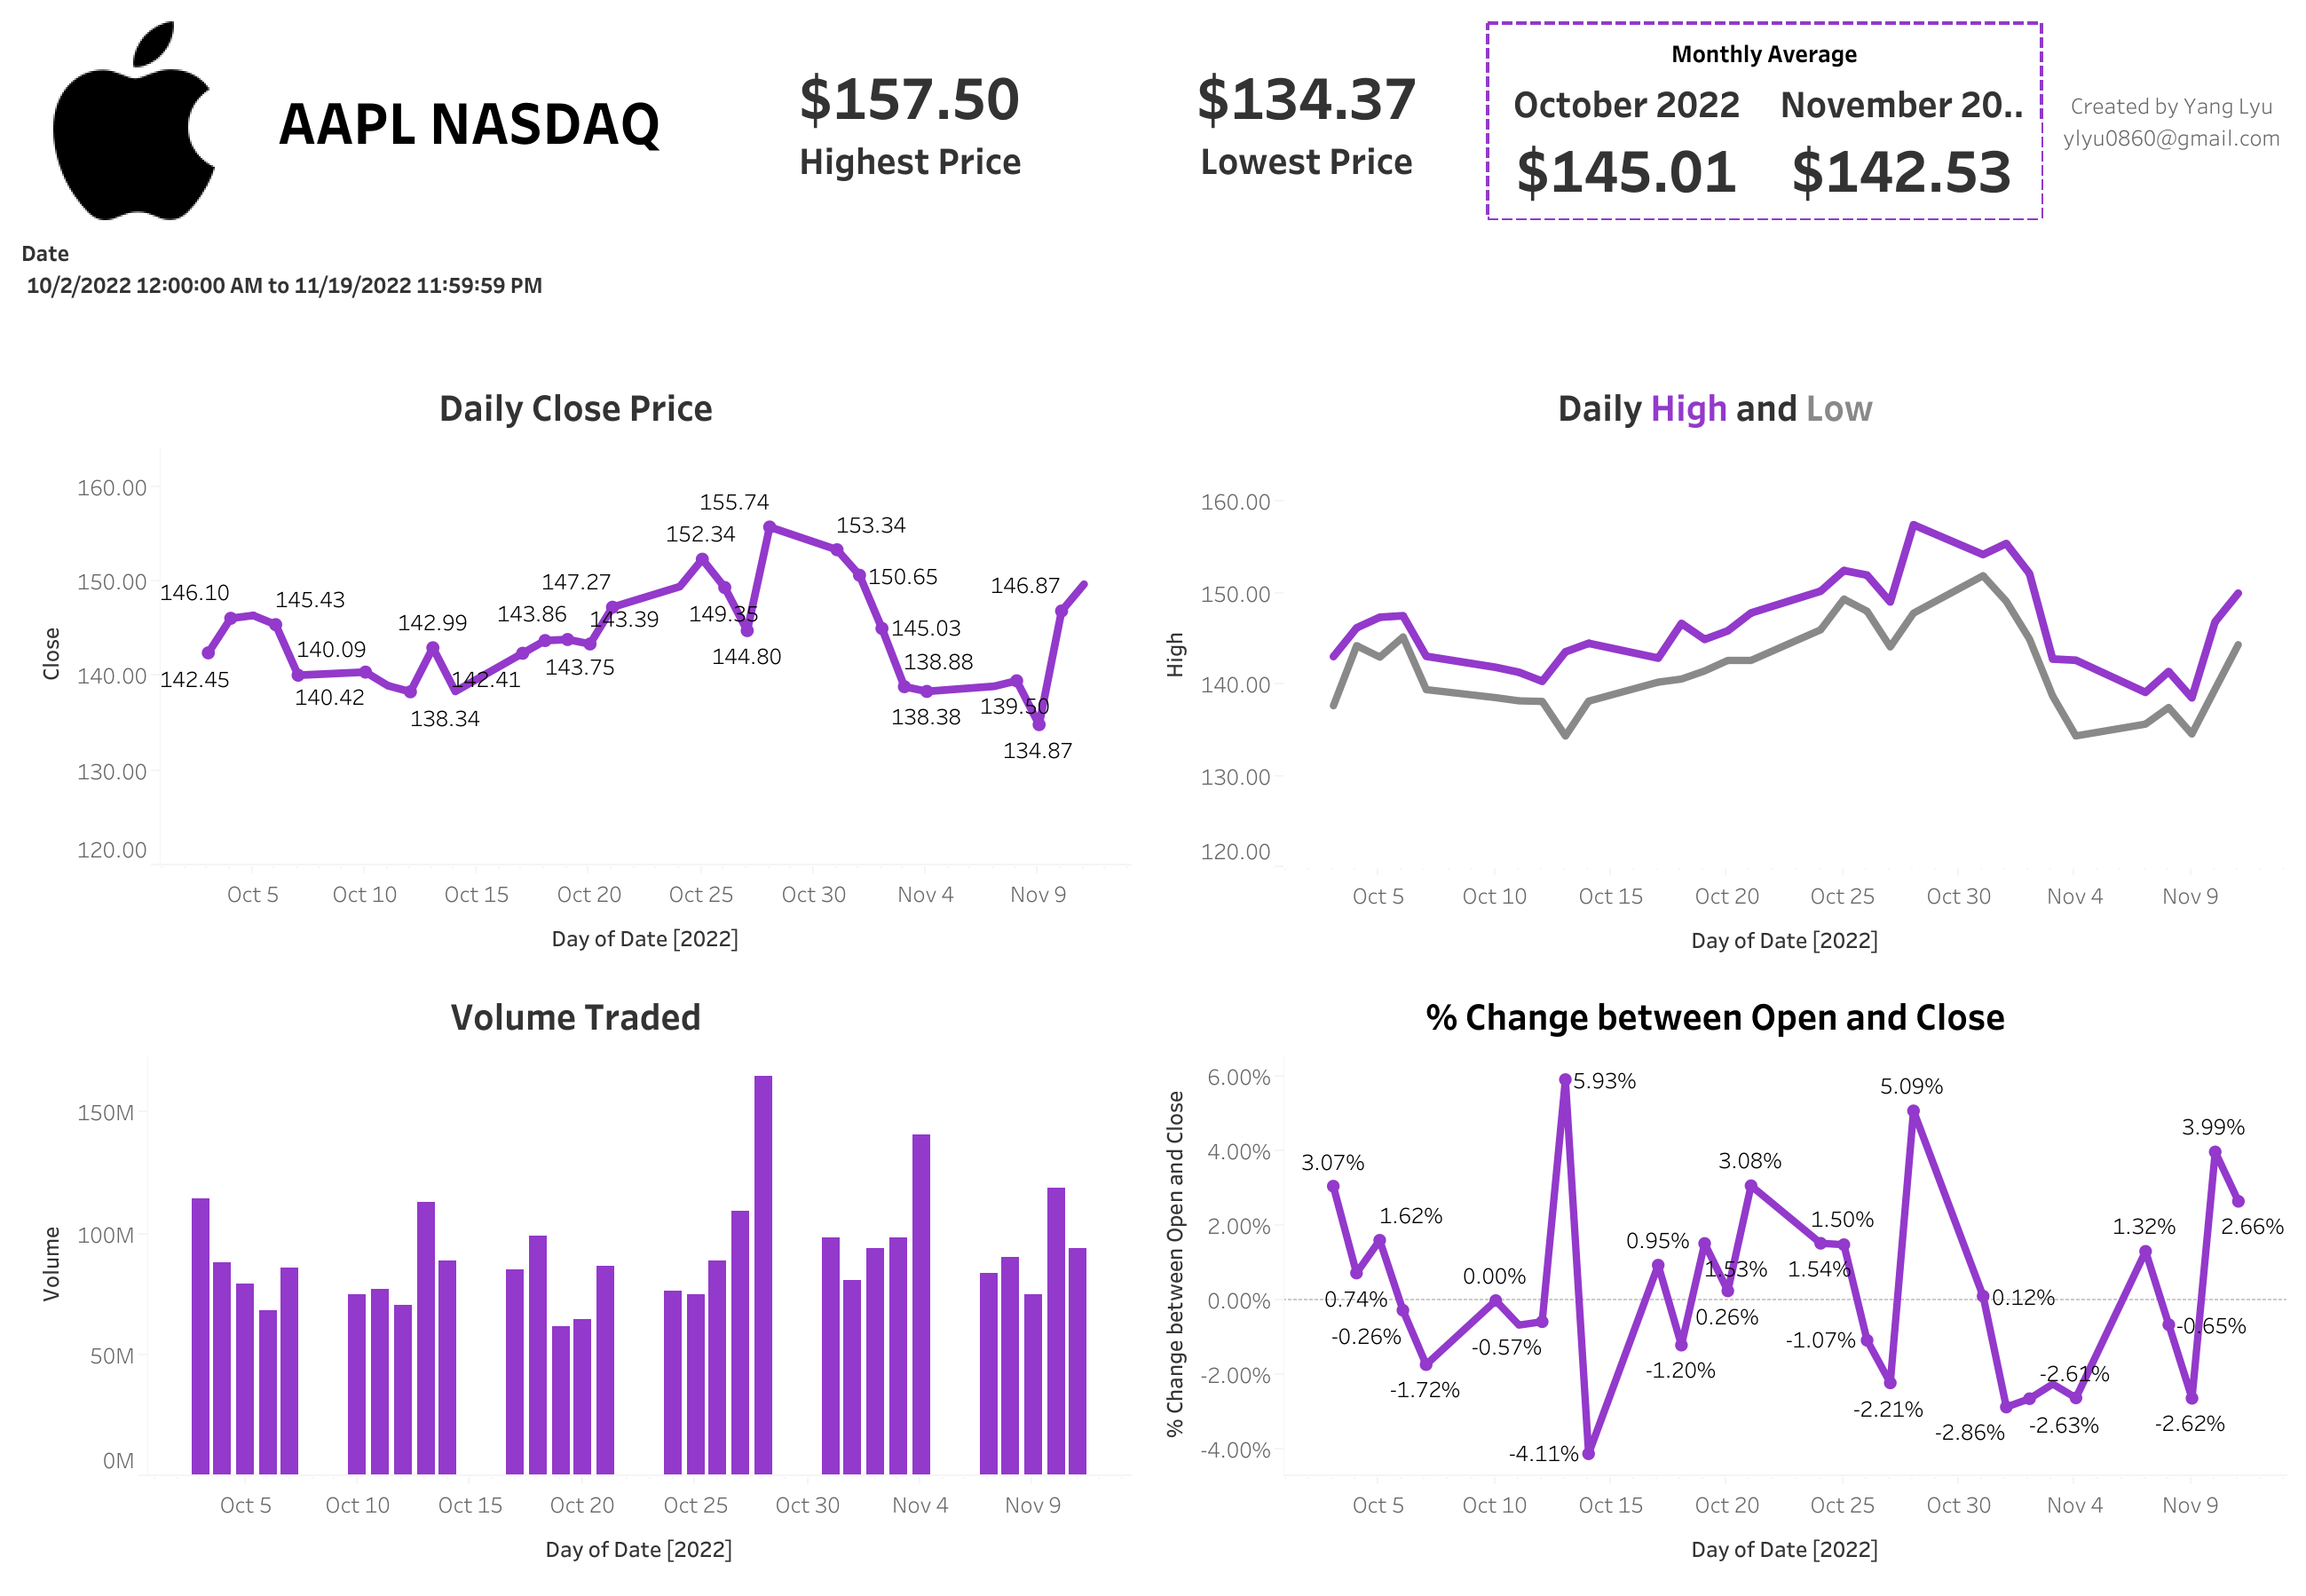 AAPL NASDAQ
$157.50
Highest Price
$134.37
Lowest Price
Monthly Average
October 2022 November 20..
$145.01 $142.53
Created by Yang Lyu
ylyu0860@gmail.com
Date
10/2/2022 12:00:00 AM to 11/19/2022 11:59:59 PM
Daily Close Price
Close
160.00
150.00
140.00
130.00
120.00
146.10
142.45
145.43
140.09
140.42
142.99
138.34
142.41
143.86
147.27
143.75
143.39
152.34
149.35
155.74
144.80
153.34
150.65
145.03
138.88
138.38
139.50
146.87
134.87
Oct 5 Oct 10 Oct 15 Oct 20 Oct 25 Oct 30 Nov 4 Nov 9
Day of Date [2022]
Daily High and Low
High
160.00
150.00
140.00
130.00
120.00
Oct 5 Oct 10 Oct 15 Oct 20 Oct 25 Oct 30 Nov 4 Nov 9
Day of Date [2022]
Volume Traded
Volume
150M
100M
50M
0M
Oct 5 Oct 10 Oct 15 Oct 20 Oct 25 Oct 30 Nov 4 Nov 9
Day of Date [2022]
% Change between Open and Close
% Change between Open and Close
6.00%
4.00%
2.00%
0.00%
-2.00%
-4.00%
3.07%
0.74%
1.62%
-0.26%
-1.72%
0.00%
-0.57%
5.93%
-4.11%
0.95%
-1.20%
1.53%
0.26%
3.08%
1.54%
1.50%
-1.07%
-2.21%
5.09%
0.12%
-2.86%
-2.61%
-2.63%
1.32%
-0.65%
-2.62%
3.99%
2.66%
Oct 5 Oct 10 Oct 15 Oct 20 Oct 25 Oct 30 Nov 4 Nov 9
Day of Date [2022]